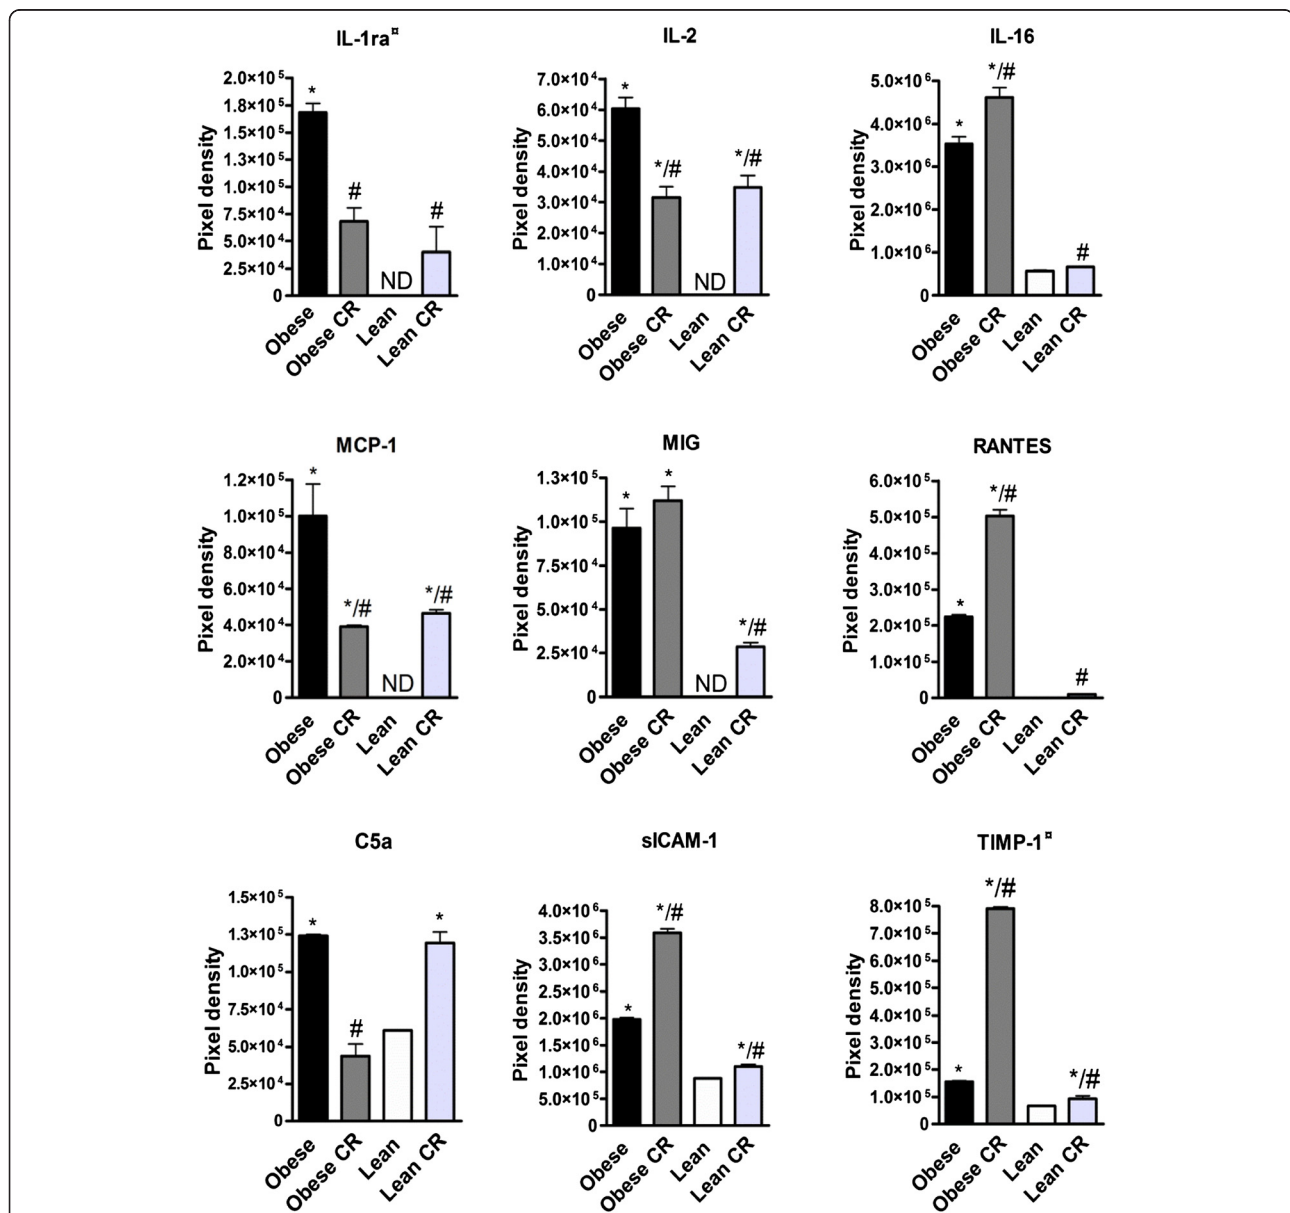 IL-1ra¤
Pixel density
2.0×10⁵
1.8×10⁵
1.5×10⁵
1.3×10⁵
1.0×10⁵
7.5×10⁴
5.0×10⁴
2.5×10⁴
0
*
#
ND
#
Obese
Obese CR
Lean
Lean CR
IL-2
Pixel density
7.0×10⁴
6.0×10⁴
5.0×10⁴
4.0×10⁴
3.0×10⁴
2.0×10⁴
1.0×10⁴
0
*
*/#
ND
*/#
Obese
Obese CR
Lean
Lean CR
IL-16
Pixel density
5.0×10⁶
4.0×10⁶
3.0×10⁶
2.0×10⁶
1.0×10⁶
0
*
*/#
#
Obese
Obese CR
Lean
Lean CR
MCP-1
Pixel density
1.2×10⁵
1.0×10⁵
8.0×10⁴
6.0×10⁴
4.0×10⁴
2.0×10⁴
0
*
*/#
ND
*/#
Obese
Obese CR
Lean
Lean CR
MIG
Pixel density
1.3×10⁵
1.0×10⁵
7.5×10⁴
5.0×10⁴
2.5×10⁴
0
*
*
ND
*/#
Obese
Obese CR
Lean
Lean CR
RANTES
Pixel density
6.0×10⁵
5.0×10⁵
4.0×10⁵
3.0×10⁵
2.0×10⁵
1.0×10⁵
0
*
*/#
#
Obese
Obese CR
Lean
Lean CR
C5a
Pixel density
1.5×10⁵
1.3×10⁵
1.0×10⁵
7.5×10⁴
5.0×10⁴
2.5×10⁴
0
*
#
*
Obese
Obese CR
Lean
Lean CR
sICAM-1
Pixel density
4.0×10⁶
3.5×10⁶
3.0×10⁶
2.5×10⁶
2.0×10⁶
1.5×10⁶
1.0×10⁶
5.0×10⁵
0
*
*/#
*/#
Obese
Obese CR
Lean
Lean CR
TIMP-1¤
Pixel density
8.0×10⁵
7.0×10⁵
6.0×10⁵
5.0×10⁵
4.0×10⁵
3.0×10⁵
2.0×10⁵
1.0×10⁵
0
*
*/#
*/#
Obese
Obese CR
Lean
Lean CR